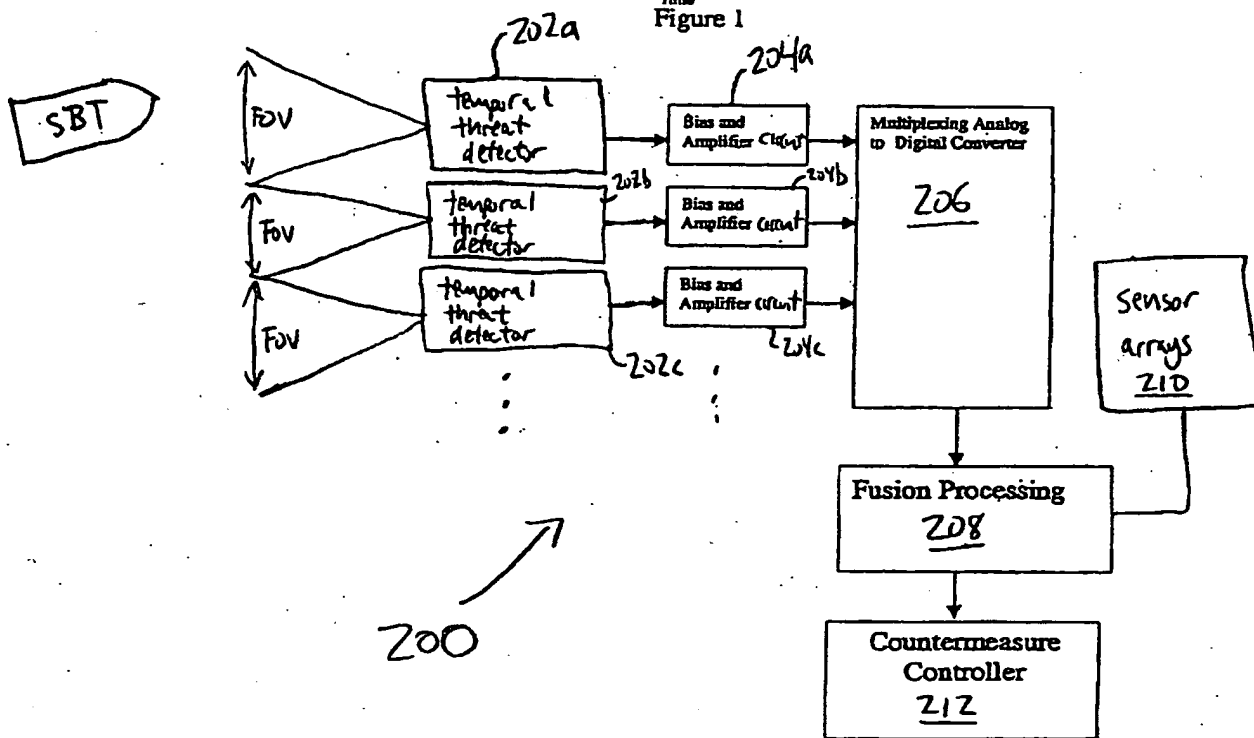 Time
Figure 1
202a
204a
SBT
FOV
temporal
threat
detector
Bias and
Amplifier Circuit
Multiplexing Analog
to Digital Converter
206
202b
204b
FOV
temporal
threat
detector
Bias and
Amplifier Circuit
FOV
temporal
threat
detector
Bias and
Amplifier Circuit
202c
204c
sensor
arrays
210
Fusion Processing
208
200
Countermeasure
Controller
212